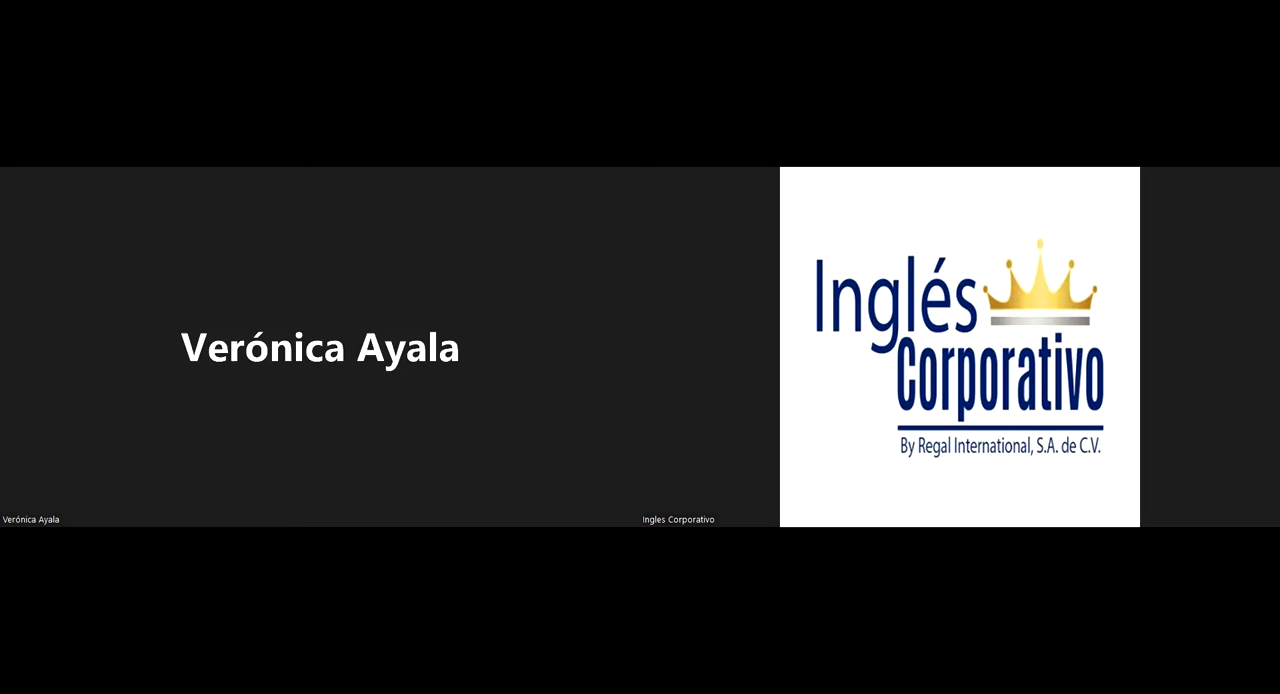 Verónica Ayala
Inglés
Corporativo
By Regal International, S.A. de C.V.
Verónica Ayala
Ingles Corporativo